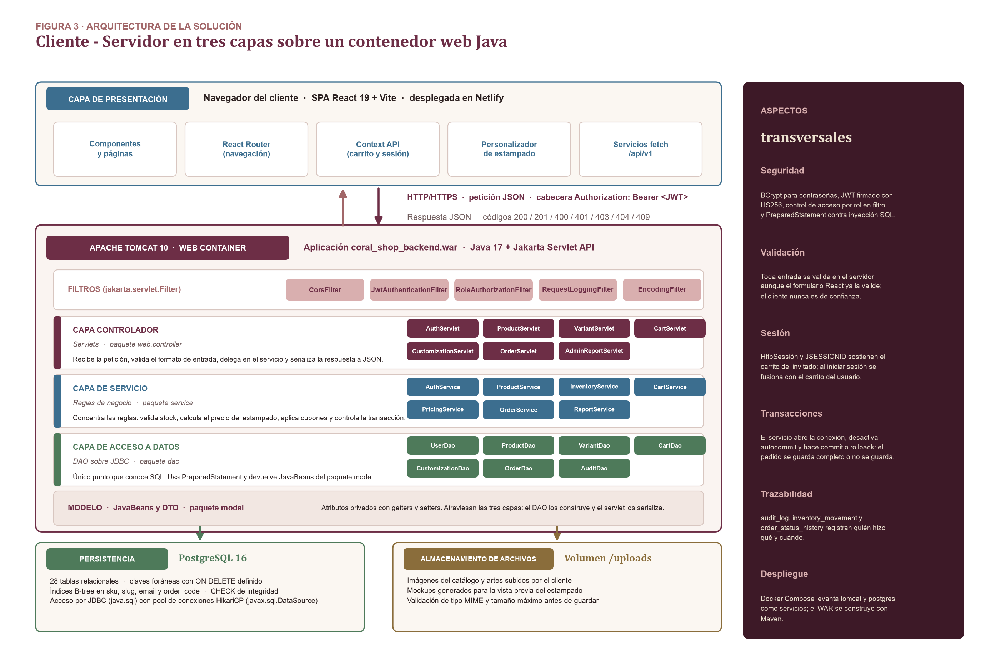 FIGURA 3 · ARQUITECTURA DE LA SOLUCIÓN
Cliente - Servidor en tres capas sobre un contenedor web Java
CAPA DE PRESENTACIÓN
Navegador del cliente · SPA React 19 + Vite · desplegada en Netlify
Componentes
y páginas
React Router
(navegación)
Context API
(carrito y sesión)
Personalizador
de estampado
Servicios fetch
/api/v1
HTTP/HTTPS · petición JSON · cabecera Authorization: Bearer <JWT>
Respuesta JSON · códigos 200 / 201 / 400 / 401 / 403 / 404 / 409
APACHE TOMCAT 10 · WEB CONTAINER
Aplicación coral_shop_backend.war · Java 17 + Jakarta Servlet API
FILTROS (jakarta.servlet.Filter)
CorsFilter
JwtAuthenticationFilter
RoleAuthorizationFilter
RequestLoggingFilter
EncodingFilter
CAPA CONTROLADOR
Servlets · paquete web.controller
Recibe la petición, valida el formato de entrada, delega en el servicio y serializa la respuesta a JSON.
AuthServlet
ProductServlet
VariantServlet
CartServlet
CustomizationServlet
OrderServlet
AdminReportServlet
CAPA DE SERVICIO
Reglas de negocio · paquete service
Concentra las reglas: valida stock, calcula el precio del estampado, aplica cupones y controla la transacción.
AuthService
ProductService
InventoryService
CartService
PricingService
OrderService
ReportService
CAPA DE ACCESO A DATOS
DAO sobre JDBC · paquete dao
Único punto que conoce SQL. Usa PreparedStatement y devuelve JavaBeans del paquete model.
UserDao
ProductDao
VariantDao
CartDao
CustomizationDao
OrderDao
AuditDao
MODELO · JavaBeans y DTO · paquete model
Atributos privados con getters y setters. Atraviesan las tres capas: el DAO los construye y el servlet los serializa.
PERSISTENCIA
PostgreSQL 16
28 tablas relacionales · claves foráneas con ON DELETE definido
Índices B-tree en sku, slug, email y order_code · CHECK de integridad
Acceso por JDBC (java.sql) con pool de conexiones HikariCP (javax.sql.DataSource)
ALMACENAMIENTO DE ARCHIVOS
Volumen /uploads
Imágenes del catálogo y artes subidos por el cliente
Mockups generados para la vista previa del estampado
Validación de tipo MIME y tamaño máximo antes de guardar
ASPECTOS
transversales
Seguridad
BCrypt para contraseñas, JWT firmado con
HS256, control de acceso por rol en filtro
y PreparedStatement contra inyección SQL.
Validación
Toda entrada se valida en el servidor
aunque el formulario React ya la valide;
el cliente nunca es de confianza.
Sesión
HttpSessión y JSESSIONID sostienen el
carrito del invitado; al iniciar sesión se
fusiona con el carrito del usuario.
Transacciones
El servicio abre la conexión, desactiva
autocommit y hace commit o rollback: el
pedido se guarda completo o no se guarda.
Trazabilidad
audit_log, inventory_movement y
order_status_history registran quién hizo
qué y cuándo.
Despliegue
Docker Compose levanta tomcat y postgres
como servicios; el WAR se construye con
Maven.